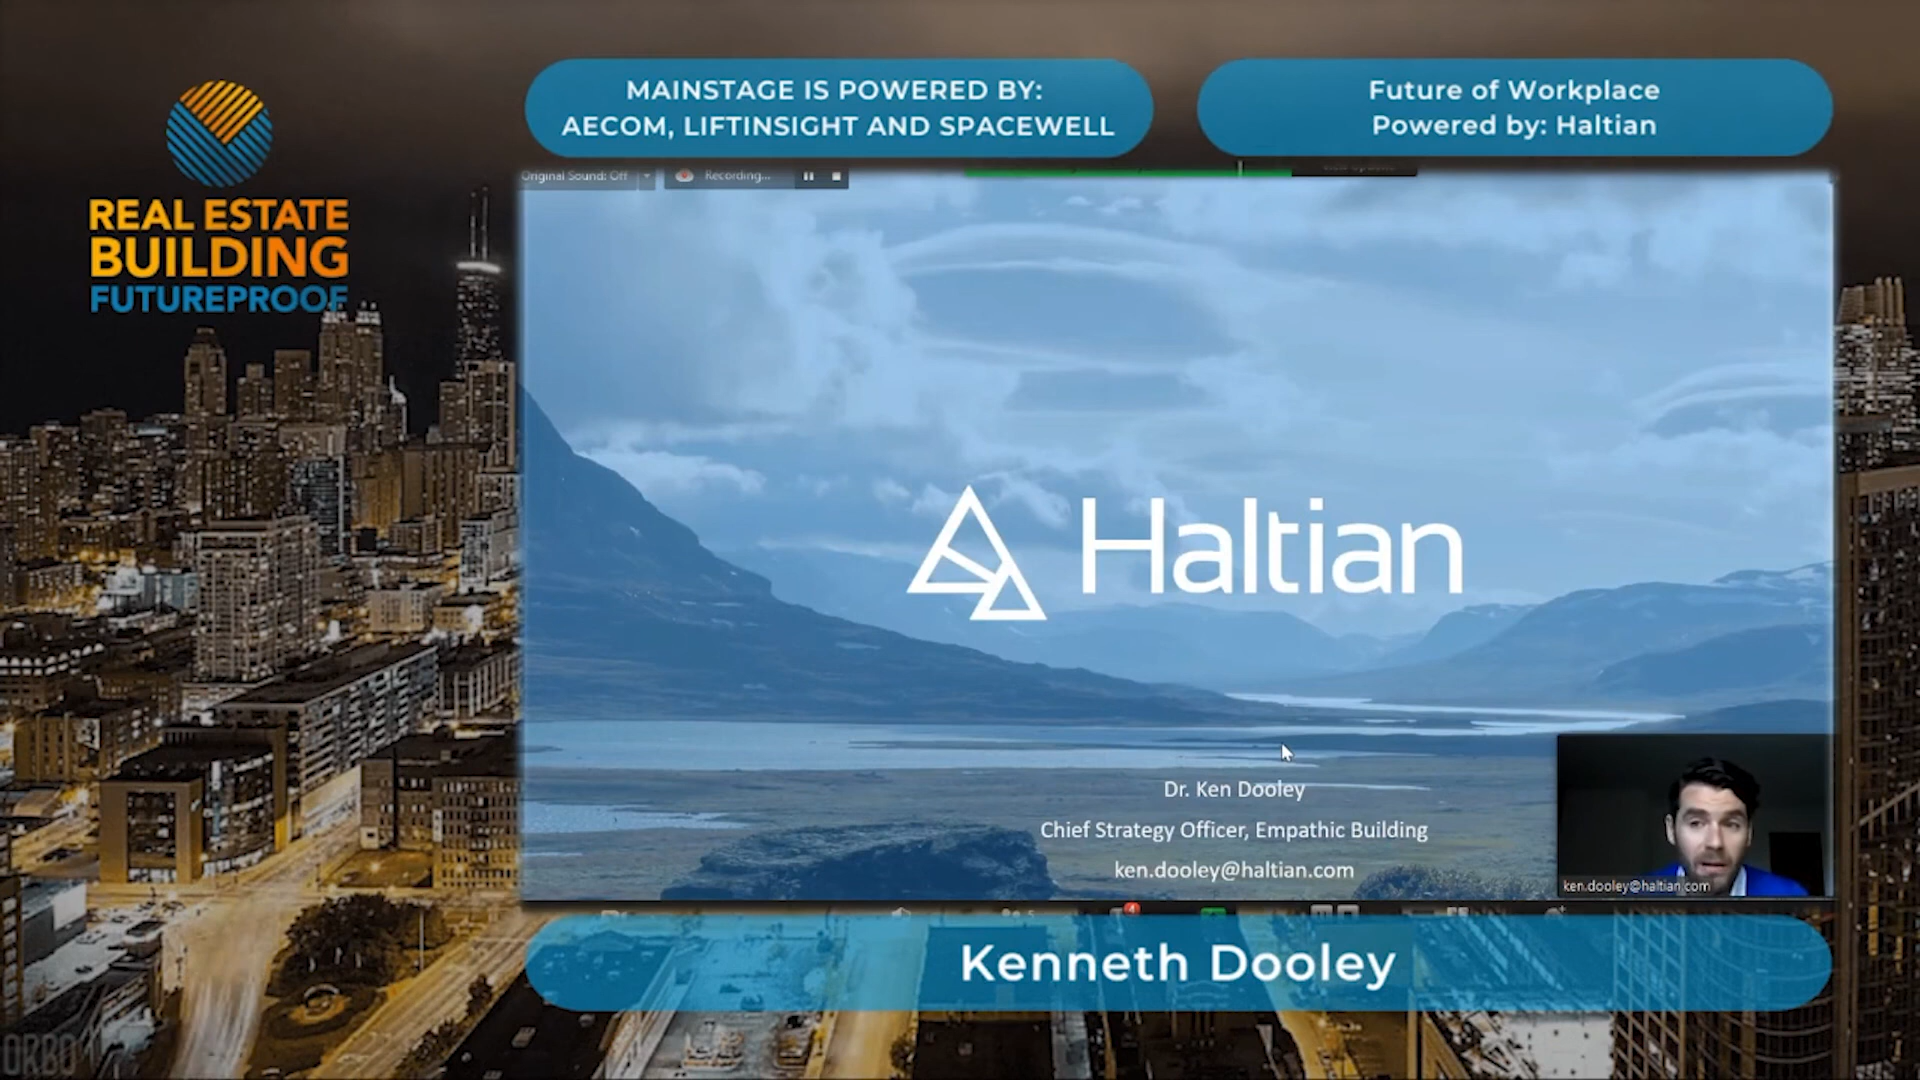 MAINSTAGE IS POWERED BY:
AECOM, LIFTINSIGHT AND SPACEWELL
Future of Workplace
Powered by: Haltian
REAL ESTATE
BUILDING
FUTUREPROOF
Original Sound: Off
Recording...
Haltian
Dr. Ken Dooley
Chief Strategy Officer, Empathic Building
ken.dooley@haltian.com
ken.dooley@haltian.com
4
5
Kenneth Dooley